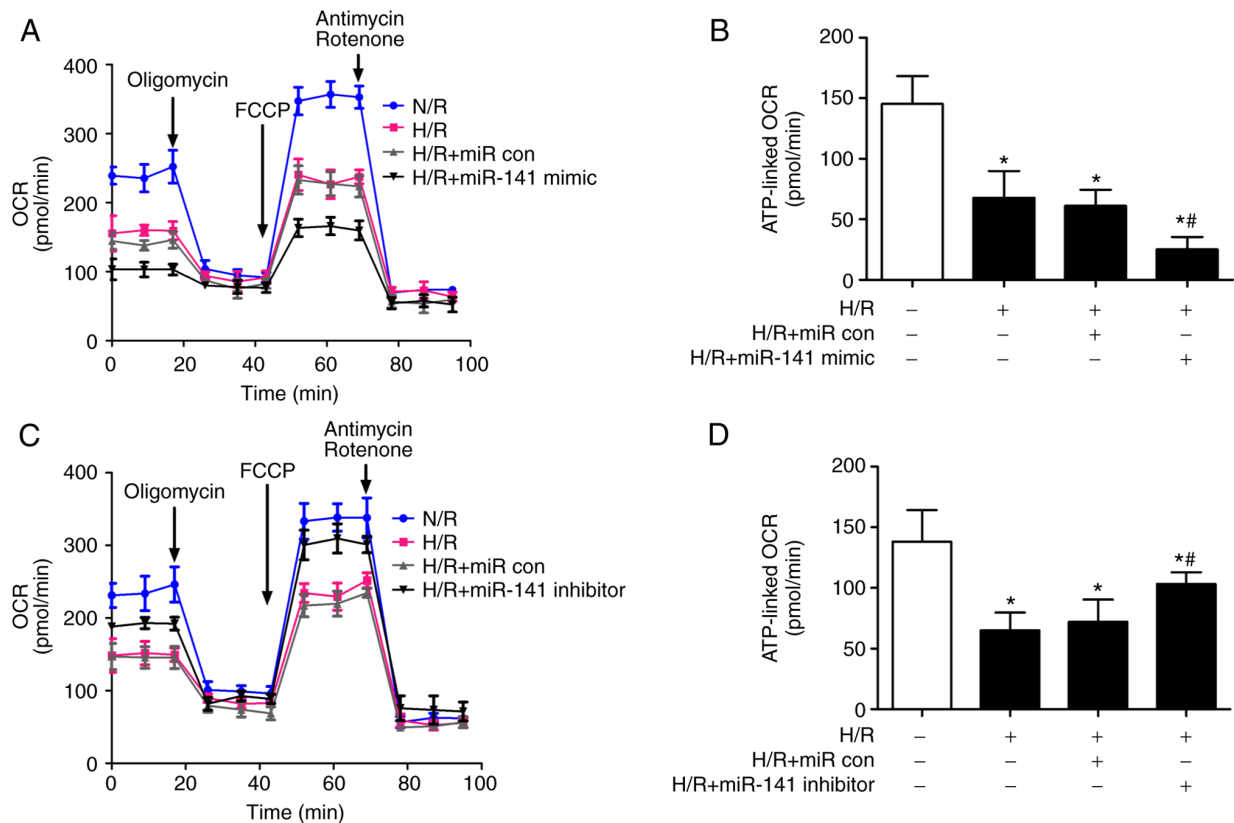 A
Antimycin
Rotenone
Oligomycin
FCCP
N/R
H/R
H/R+miR con
H/R+miR-141 mimic
OCR
(pmol/min)
400
300
200
100
0
0 20 40 60 80 100
Time (min)
B
ATP-linked OCR
(pmol/min)
200
150
100
50
0
* * *#
H/R – + + +
H/R+miR con – – + –
H/R+miR-141 mimic – – – +
C
Antimycin
Rotenone
Oligomycin
FCCP
N/R
H/R
H/R+miR con
H/R+miR-141 inhibitor
OCR
(pmol/min)
400
300
200
100
0
0 20 40 60 80 100
Time (min)
D
ATP-linked OCR
(pmol/min)
200
150
100
50
0
* * *#
H/R – + + +
H/R+miR con – – + –
H/R+miR-141 inhibitor – – – +